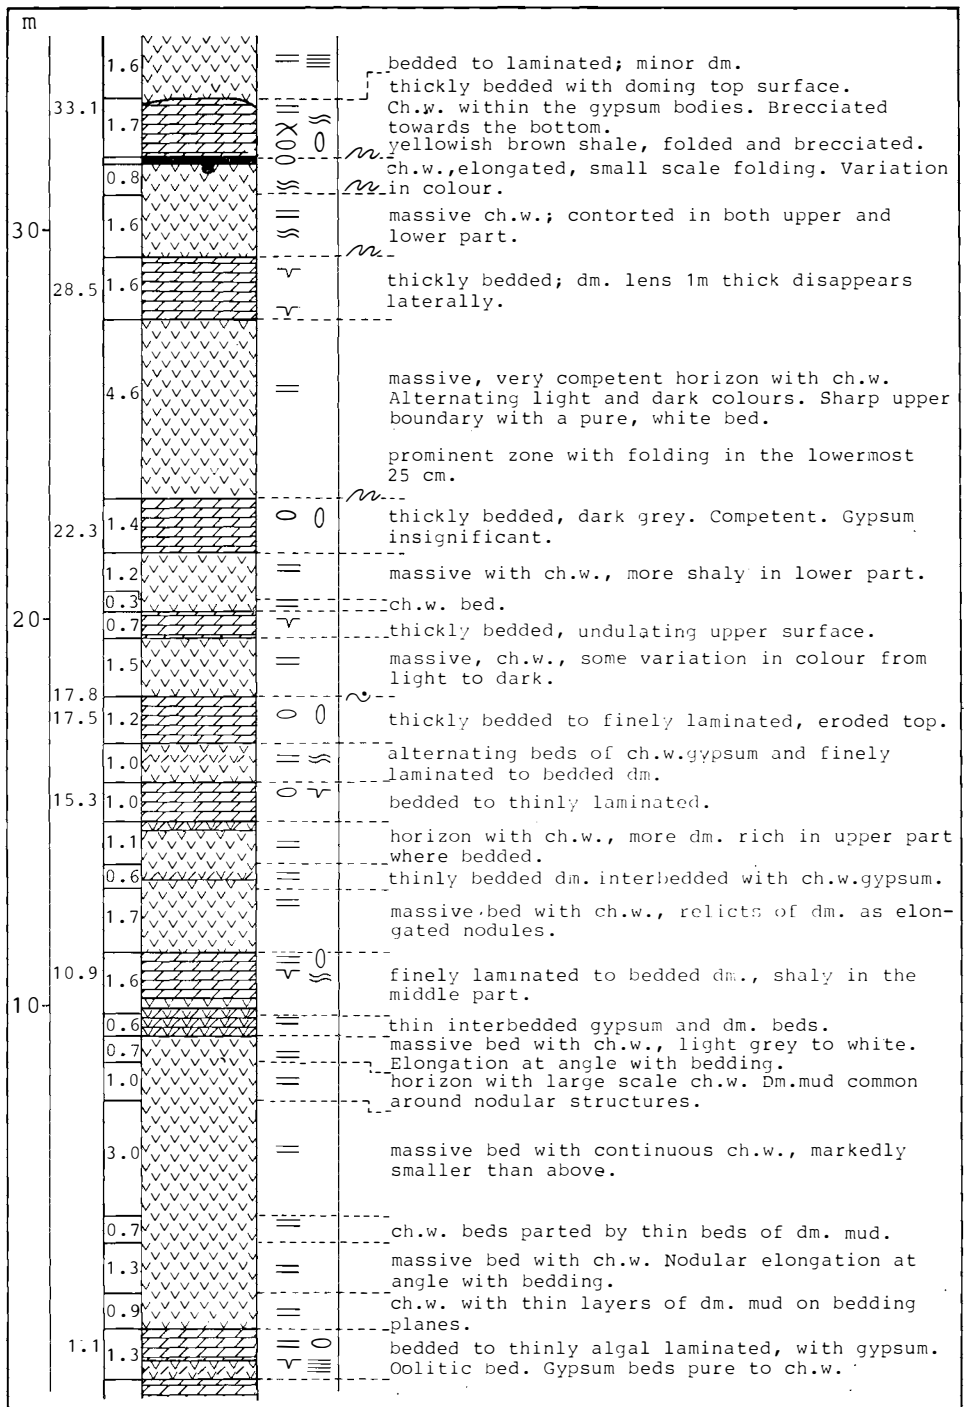 m
1.6
bedded to laminated; minor dm.
thickly bedded with doming top surface.
33.1
1.7
Ch.w. within the gypsum bodies. Brecciated
towards the bottom.
yellowish brown shale, folded and brecciated.
0.8
ch.w.,elongated, small scale folding. Variation
in colour.
30
1.6
massive ch.w.; contorted in both upper and
lower part.
28.5
1.6
thickly bedded; dm. lens 1m thick disappears
laterally.
4.6
massive, very competent horizon with ch.w.
Alternating light and dark colours. Sharp upper
boundary with a pure, white bed.
prominent zone with folding in the lowermost
25 cm.
22.3
1.4
thickly bedded, dark grey. Competent. Gypsum
insignificant.
1.2
massive with ch.w., more shaly in lower part.
0.3
ch.w. bed.
20
0.7
thickly bedded, undulating upper surface.
1.5
massive, ch.w., some variation in colour from
light to dark.
17.8
17.5
1.2
thickly bedded to finely laminated, eroded top.
1.0
alternating beds of ch.w.gypsum and finely
laminated to bedded dm.
15.3
1.0
bedded to thinly laminated.
1.1
horizon with ch.w., more dm. rich in upper part
where bedded.
0.6
thinly bedded dm. interbedded with ch.w.gypsum.
1.7
massive bed with ch.w., relicts of dm. as elon-
gated nodules.
10.9
1.6
finely laminated to bedded dm., shaly in the
middle part.
10
0.6
thin interbedded gypsum and dm. beds.
0.7
massive bed with ch.w., light grey to white.
Elongation at angle with bedding.
1.0
horizon with large scale ch.w. Dm.mud common
around nodular structures.
3.0
massive bed with continuous ch.w., markedly
smaller than above.
0.7
ch.w. beds parted by thin beds of dm. mud.
1.3
massive bed with ch.w. Nodular elongation at
angle with bedding.
0.9
ch.w. with thin layers of dm. mud on bedding
planes.
1.1
1.3
bedded to thinly algal laminated, with gypsum.
Oolitic bed. Gypsum beds pure to ch.w.